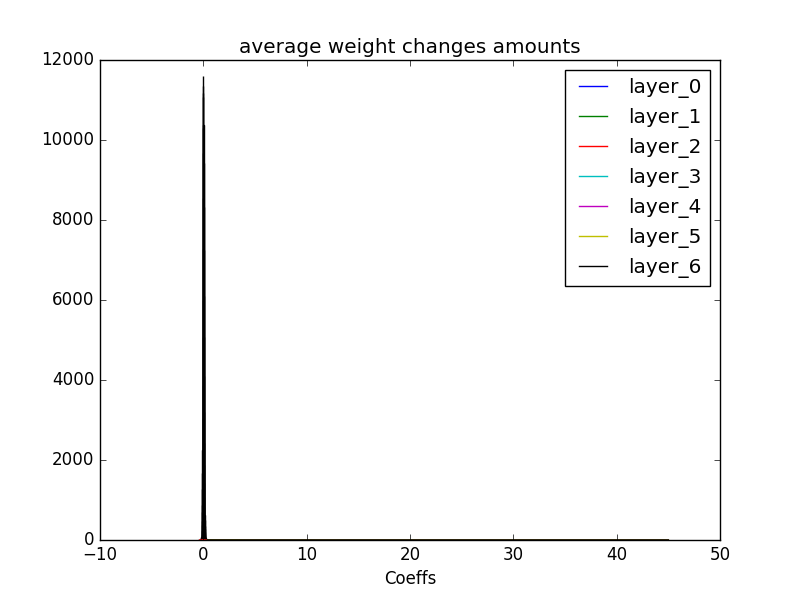 average weight changes amounts
12000
10000
8000
6000
4000
2000
0
−10
0
10
20
30
40
50
Coeffs
layer_0
layer_1
layer_2
layer_3
layer_4
layer_5
layer_6